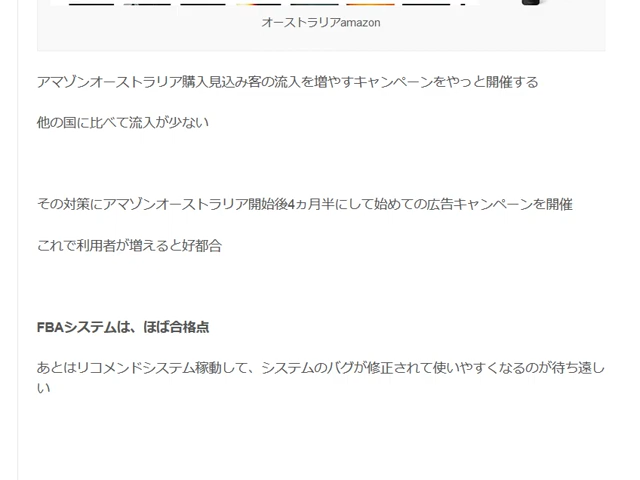 オーストラリアamazon
アマゾンオーストラリア購入見込み客の流入を増やすキャンペーンをやっと開催する
他の国に比べて流入が少ない
その対策にアマゾンオーストラリア開始後4ヵ月半にして始めての広告キャンペーンを開催
これで利用者が増えると好都合
FBAシステムは、ほぼ合格点
あとはリコメンドシステム稼動して、システムのバグが修正されて使いやすくなるのが待ち遠し
い